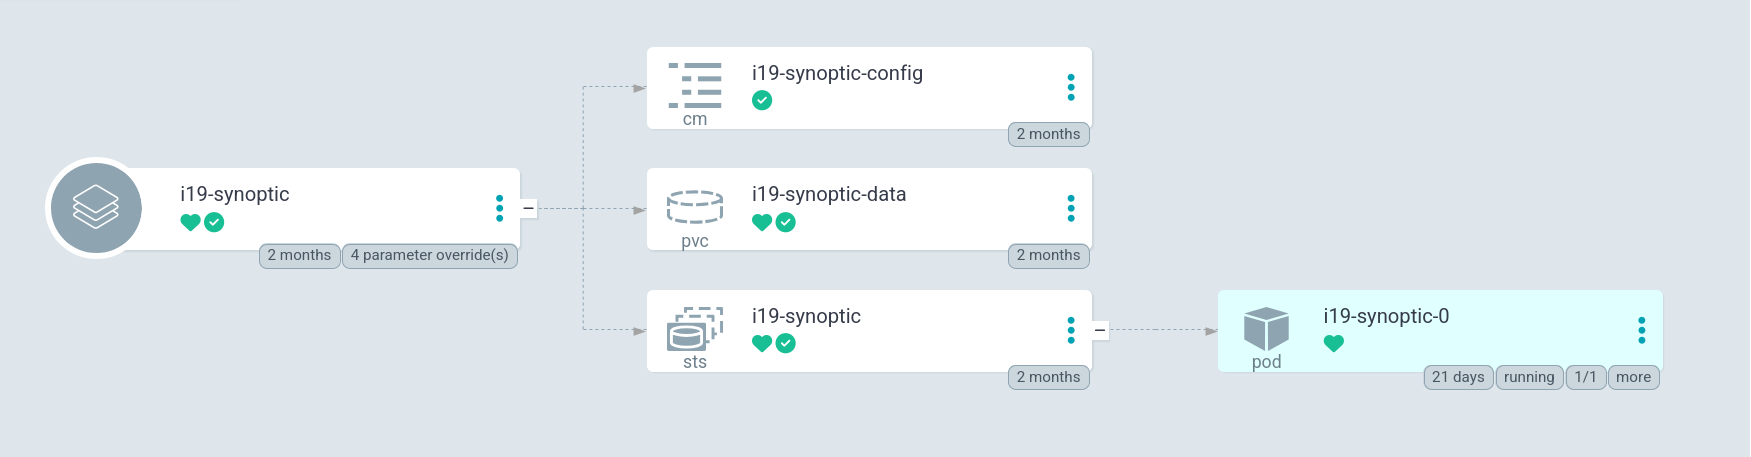 i19-synoptic
2 months
4 parameter override(s)
i19-synoptic-config
cm
2 months
i19-synoptic-data
pvc
2 months
i19-synoptic
sts
2 months
i19-synoptic-0
pod
21 days
running
1/1
more